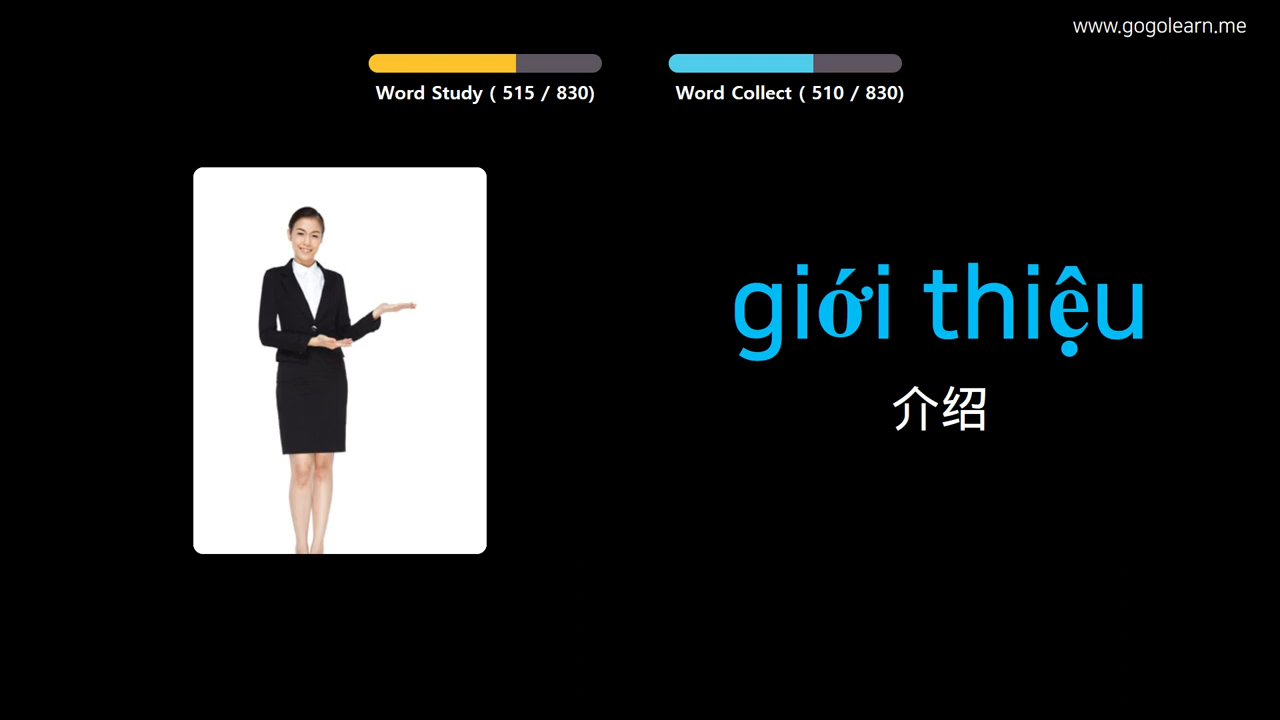 www.gogolearn.me
Word Study ( 515 / 830)
Word Collect ( 510 / 830)
giới thiệu
介绍